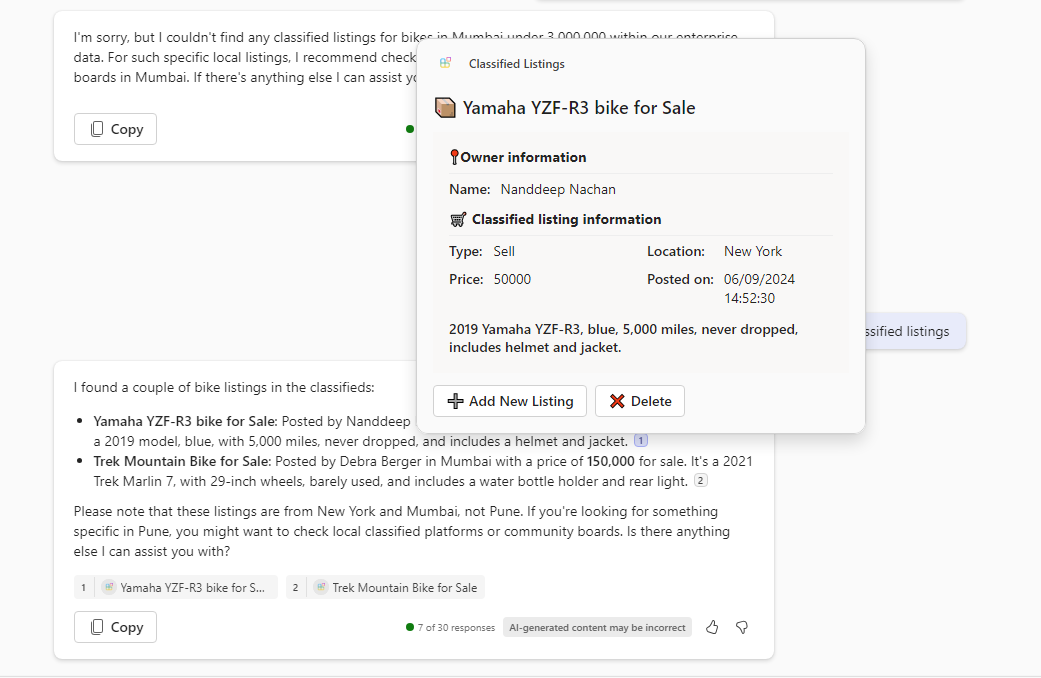 I'm sorry, but I couldn't find any classified listings for bikes in Mumbai under 3,000,000 within our enterprise
data. For such specific local listings, I recommend check
boards in Mumbai. If there's anything else I can assist yo
Copy
Classified Listings
Yamaha YZF-R3 bike for Sale
Owner information
Name: Nanddeep Nachan
Classified listing information
Type: Sell Location: New York
Price: 50000 Posted on: 06/09/2024
14:52:30
2019 Yamaha YZF-R3, blue, 5,000 miles, never dropped,
includes helmet and jacket.
Add New Listing Delete
ssified listings
I found a couple of bike listings in the classifieds:
• Yamaha YZF-R3 bike for Sale: Posted by Nanddeep
a 2019 model, blue, with 5,000 miles, never dropped, and includes a helmet and jacket. 1
• Trek Mountain Bike for Sale: Posted by Debra Berger in Mumbai with a price of 150,000 for sale. It's a 2021
Trek Marlin 7, with 29-inch wheels, barely used, and includes a water bottle holder and rear light. 2
Please note that these listings are from New York and Mumbai, not Pune. If you're looking for something
specific in Pune, you might want to check local classified platforms or community boards. Is there anything
else I can assist you with?
1 Yamaha YZF-R3 bike for S... 2 Trek Mountain Bike for Sale
Copy 7 of 30 responses AI-generated content may be incorrect